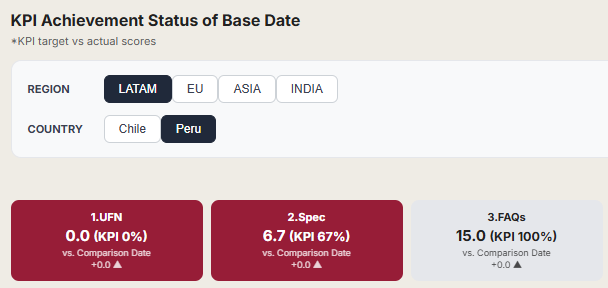 KPI Achievement Status of Base Date
*KPI target vs actual scores
REGION LATAM EU ASIA INDIA
COUNTRY Chile Peru
1.UFN
0.0 (KPI 0%)
vs. Comparison Date
+0.0 ▲
2.Spec
6.7 (KPI 67%)
vs. Comparison Date
+0.0 ▲
3.FAQs
15.0 (KPI 100%)
vs. Comparison Date
+0.0 ▲